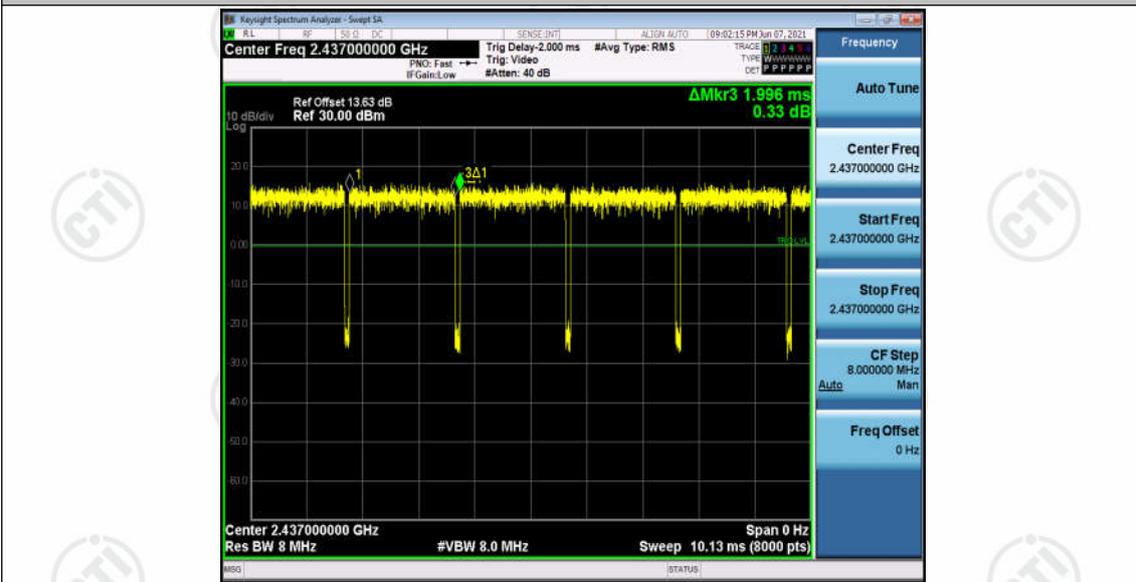 Keysight Spectrum Analyzer - Swept SA
RL RF 50 Ω DC SENSE:INT ALIGN AUTO 09:02:15 PM Jun 07, 2021
Center Freq 2.437000000 GHz
PNO: Fast
IFGain:Low
Trig Delay-2.000 ms
Trig: Video
#Atten: 40 dB
#Avg Type: RMS
TRACE 1 2 3 4 5 6
TYPE WWWWWW
DET P P P P P P
Frequency
ΔMkr3 1.996 ms
0.33 dB
Ref Offset 13.63 dB
10 dB/div Ref 30.00 dBm
Log
Auto Tune
Center Freq
2.437000000 GHz
Start Freq
2.437000000 GHz
Stop Freq
2.437000000 GHz
CF Step
8.000000 MHz
Auto Man
Freq Offset
0 Hz
1
3Δ1
20.0
10.0
0.00
TRIG LVL
-10.0
-20.0
-30.0
-40.0
-50.0
-60.0
Center 2.437000000 GHz Span 0 Hz
Res BW 8 MHz #VBW 8.0 MHz Sweep 10.13 ms (8000 pts)
MSG STATUS
CTI
CTI